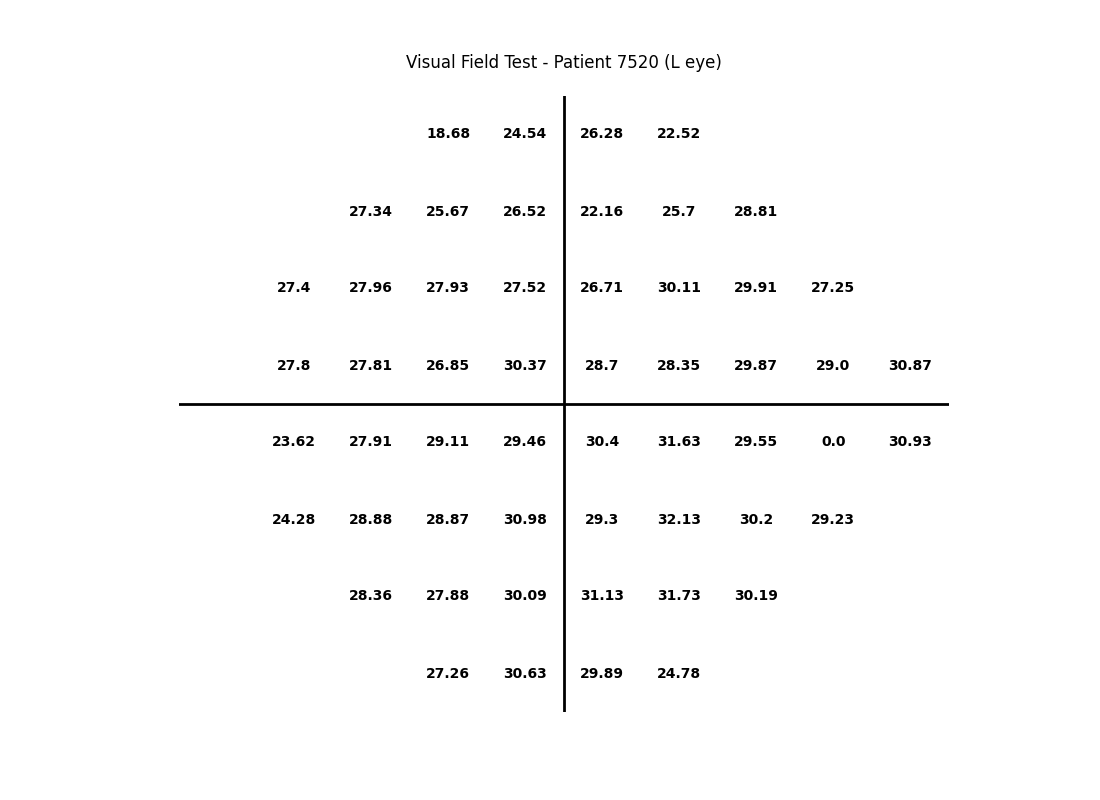 Visual Field Test - Patient 7520 (L eye)
18.68 24.54 26.28 22.52
27.34 25.67 26.52 22.16 25.7 28.81
27.4 27.96 27.93 27.52 26.71 30.11 29.91 27.25
27.8 27.81 26.85 30.37 28.7 28.35 29.87 29.0 30.87
23.62 27.91 29.11 29.46 30.4 31.63 29.55 0.0 30.93
24.28 28.88 28.87 30.98 29.3 32.13 30.2 29.23
28.36 27.88 30.09 31.13 31.73 30.19
27.26 30.63 29.89 24.78